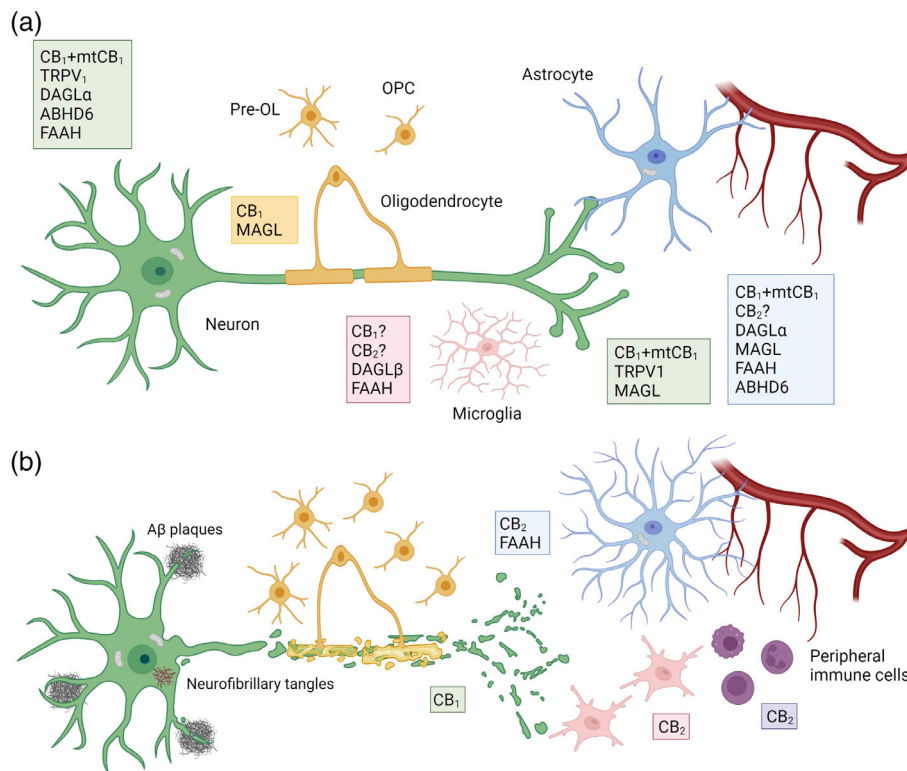 (a)
CB₁+mtCB₁
TRPV₁
DAGLα
ABHD6
FAAH
Pre-OL
OPC
Astrocyte
CB₁
MAGL
Oligodendrocyte
Neuron
CB₁?
CB₂?
DAGLβ
FAAH
Microglia
CB₁+mtCB₁
TRPV1
MAGL
CB₁+mtCB₁
CB₂?
DAGLα
MAGL
FAAH
ABHD6
(b)
Aβ plaques
CB₂
FAAH
Neurofibrillary tangles
CB₁
CB₂
Peripheral
immune cells
CB₂